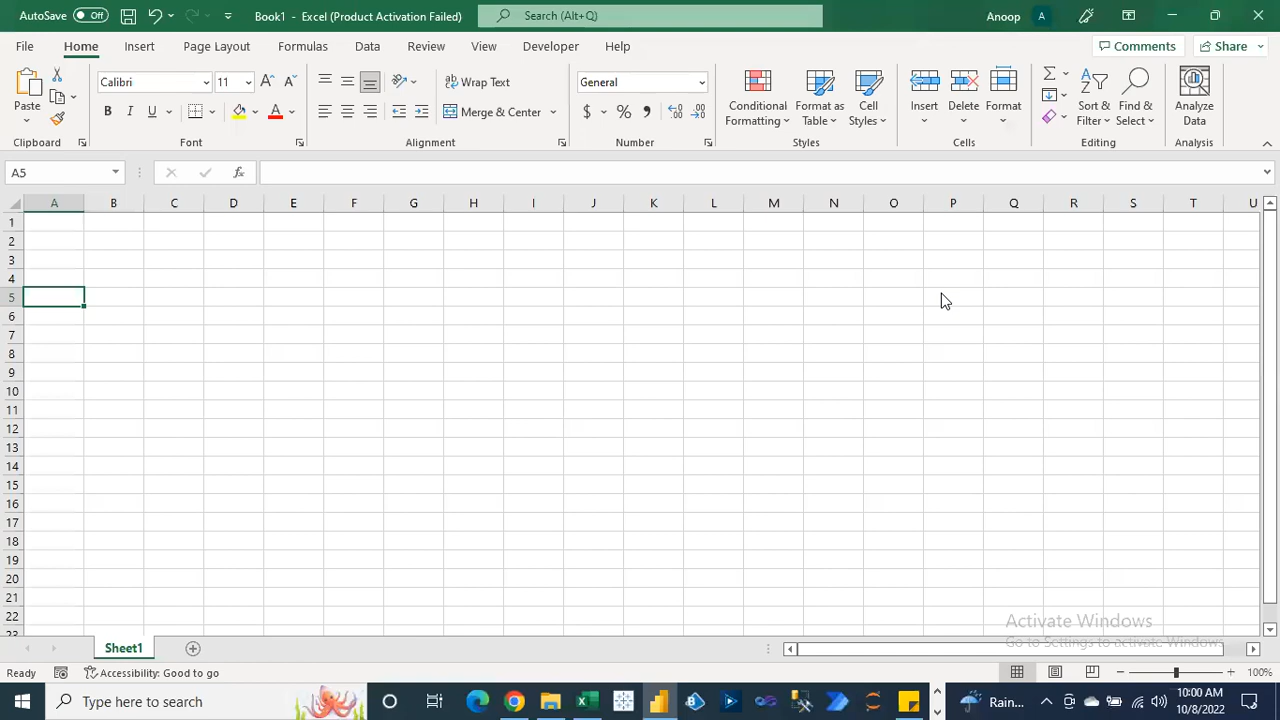 AutoSave Off Book1 - Excel (Product Activation Failed) Search (Alt+Q) Anoop A
File Home Insert Page Layout Formulas Data Review View Developer Help Comments Share
Paste Calibri 11 Wrap Text General Conditional Formatting Format as Table Cell Styles Insert Delete Format Sort & Filter Find & Select Analyze Data
B I U A Merge & Center $ %
Clipboard Font Alignment Number Styles Cells Editing Analysis
A5 fx
A B C D E F G H I J K L M N O P Q R S T U
1
2
3
4
5
6
7
8
9
10
11
12
13
14
15
16
17
18
19
20
21
22
23
Activate Windows
Go to Settings to activate Windows.
Sheet1
Ready Accessibility: Good to go 100%
Type here to search Rain... 10:00 AM
10/8/2022